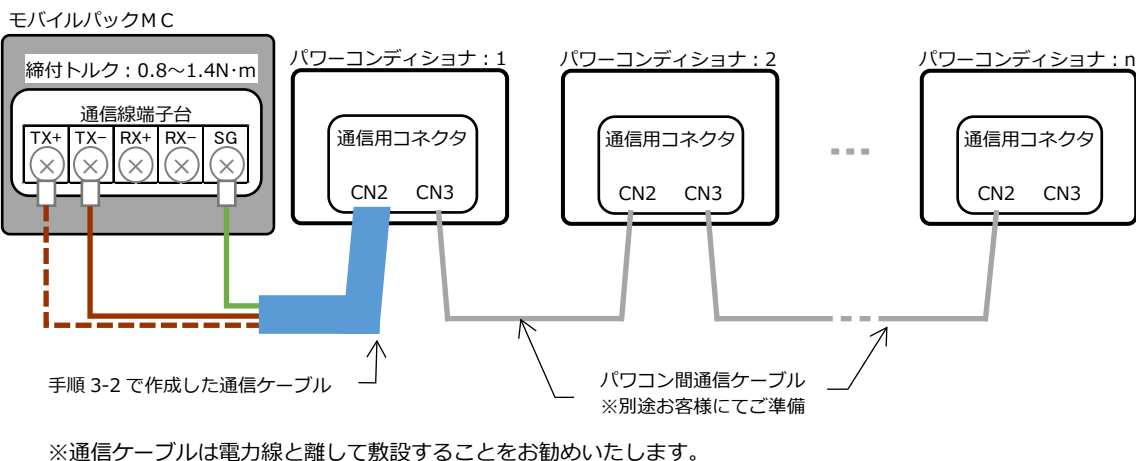 モバイルパックＭＣ
締付トルク：0.8～1.4N･m
通信線端子台
TX+ TX- RX+ RX- SG
パワーコンディショナ：1
通信用コネクタ
CN2 CN3
パワーコンディショナ：2
通信用コネクタ
CN2 CN3
パワーコンディショナ：n
通信用コネクタ
CN2 CN3
手順 3-2 で作成した通信ケーブル
パワコン間通信ケーブル
※別途お客様にてご準備
※通信ケーブルは電力線と離して敷設することをお勧めいたします。